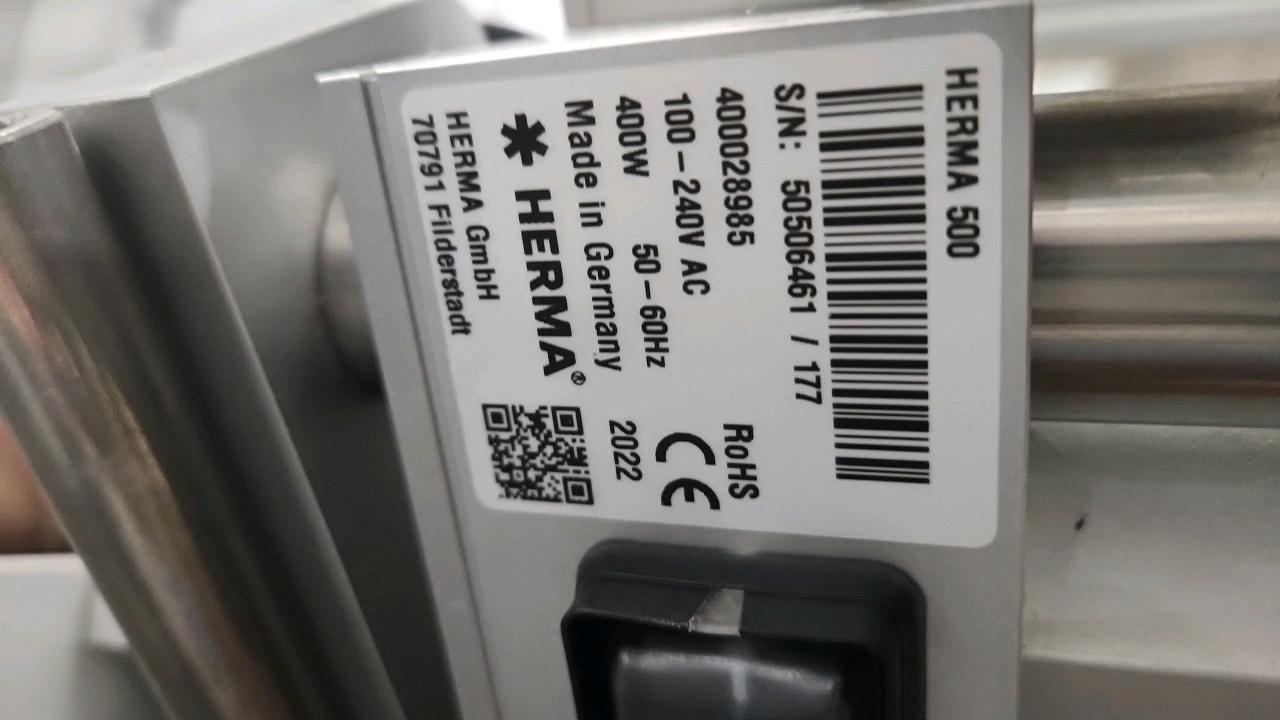 HERMA 500
S/N: 50506461 / 177
400028985
RoHS
100-240V AC
CE
400W 50-60Hz
Made in Germany 2022
HERMA®
HERMA GmbH
70791 Filderstadt